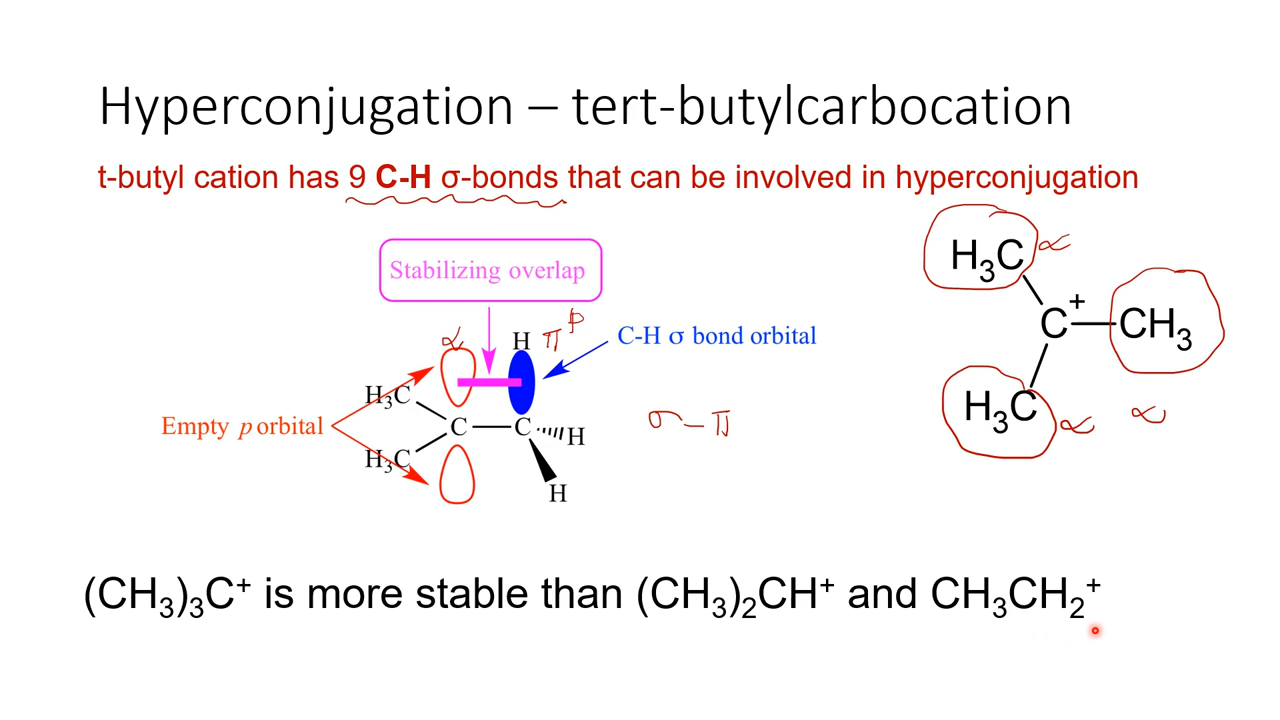 Hyperconjugation – tert-butylcarbocation
t-butyl cation has 9 C-H σ-bonds that can be involved in hyperconjugation
Stabilizing overlap
H₃C ∝
C⁺—CH₃
H₃C ∝ ∝
∝ H π p
C-H σ bond orbital
H₃C
Empty p orbital
C C H
H₃C
H
σ–π
(CH₃)₃C⁺ is more stable than (CH₃)₂CH⁺ and CH₃CH₂⁺